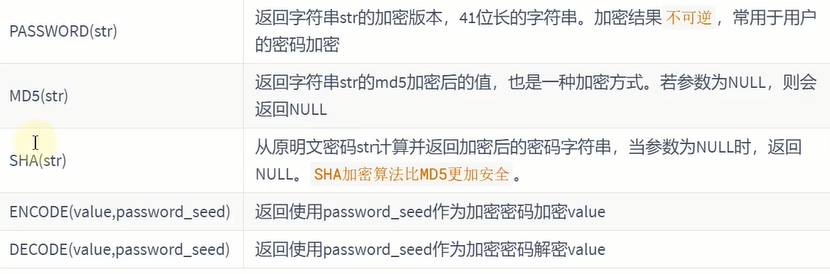 PASSWORD(str)
返回字符串str的加密版本，41位长的字符串。加密结果 不可逆 ，常用于用户
的密码加密
MD5(str)
返回字符串str的md5加密后的值，也是一种加密方式。若参数为NULL，则会
返回NULL
SHA(str)
从原明文密码str计算并返回加密后的密码字符串，当参数为NULL时，返回
NULL。 SHA加密算法比MD5更加安全 。
ENCODE(value,password_seed)
返回使用password_seed作为加密密码加密value
DECODE(value,password_seed)
返回使用password_seed作为加密密码解密value